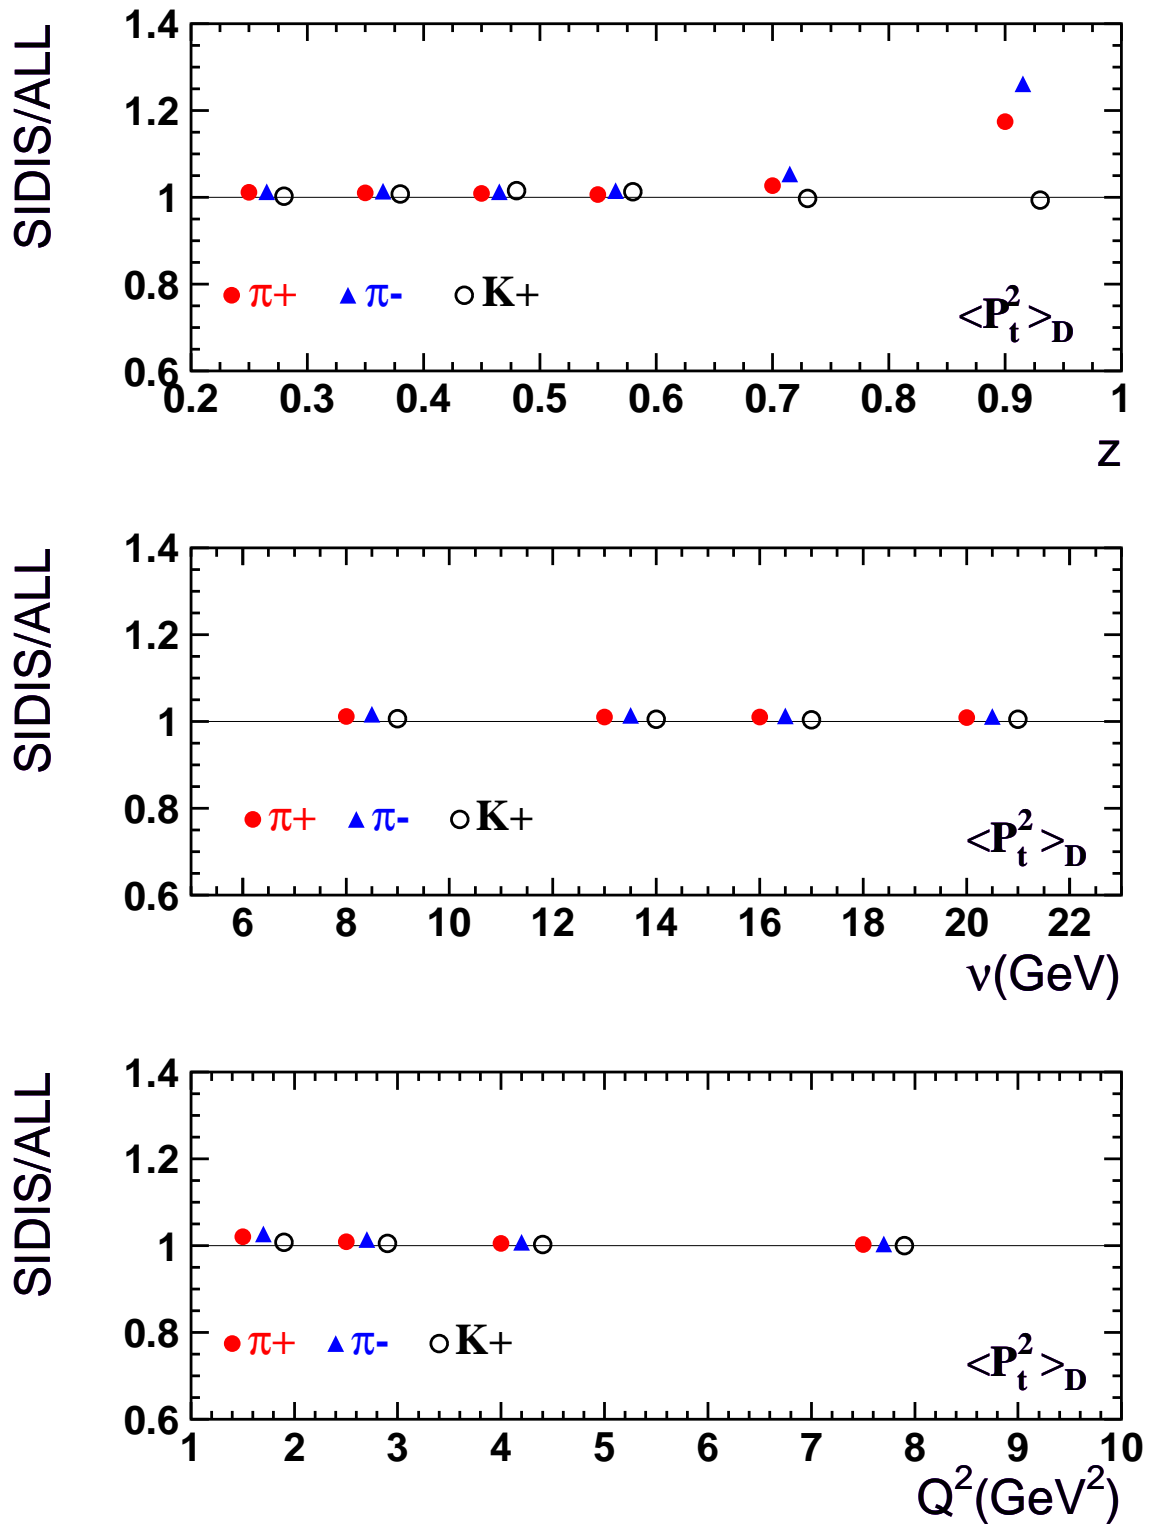 SIDIS/ALL
1.4
1.2
1
0.8
0.6
π+ π- K+
<P_t^2>_D
0.2 0.3 0.4 0.5 0.6 0.7 0.8 0.9 1
z
SIDIS/ALL
1.4
1.2
1
0.8
0.6
π+ π- K+
<P_t^2>_D
6 8 10 12 14 16 18 20 22
ν(GeV)
SIDIS/ALL
1.4
1.2
1
0.8
0.6
π+ π- K+
<P_t^2>_D
1 2 3 4 5 6 7 8 9 10
Q²(GeV²)